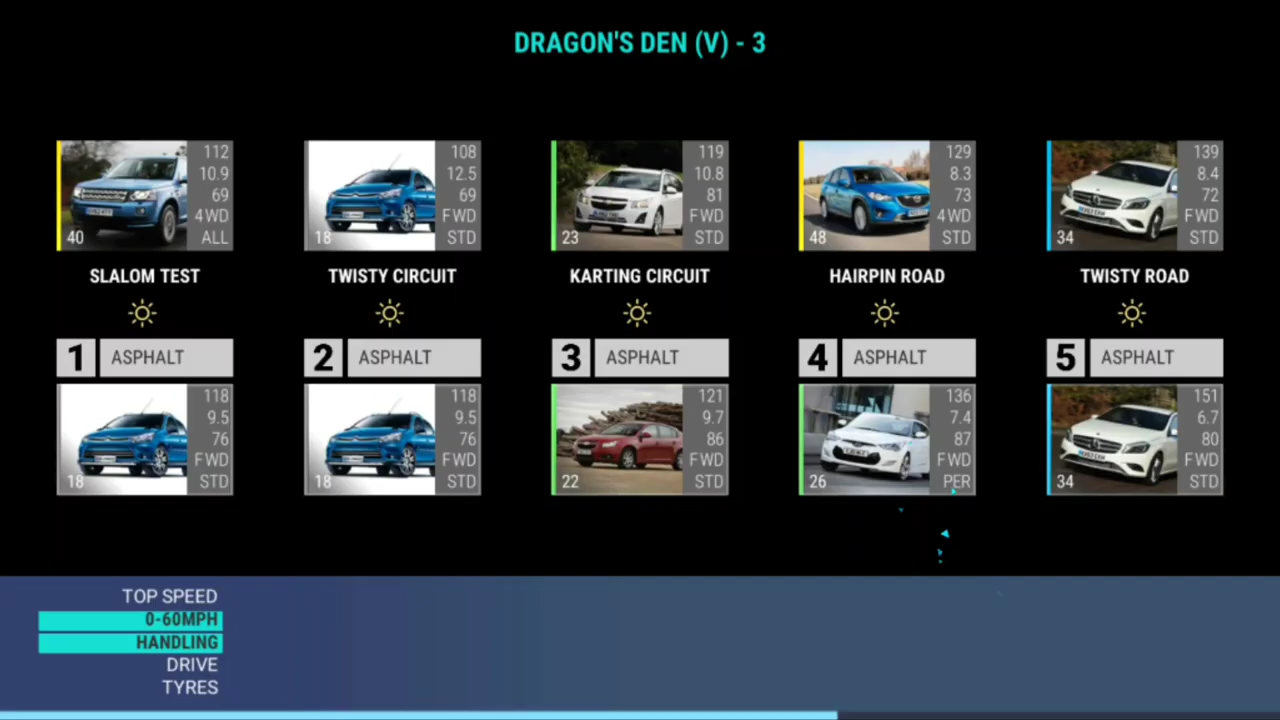 DRAGON'S DEN (V) - 3
112
10.9
69
4WD
ALL
40
108
12.5
69
FWD
STD
18
119
10.8
81
FWD
STD
23
129
8.3
73
4WD
STD
48
139
8.4
72
FWD
STD
34
SLALOM TEST
TWISTY CIRCUIT
KARTING CIRCUIT
HAIRPIN ROAD
TWISTY ROAD
1 ASPHALT
2 ASPHALT
3 ASPHALT
4 ASPHALT
5 ASPHALT
118
9.5
76
FWD
STD
18
118
9.5
76
FWD
STD
18
121
9.7
86
FWD
STD
22
136
7.4
87
FWD
PER
26
151
6.7
80
FWD
STD
34
TOP SPEED
0-60MPH
HANDLING
DRIVE
TYRES